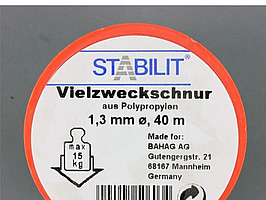 STABILIT®
Vielzweckschnur
aus Polypropylen
1,3 mm ø, 40 m
max
15
kg
Made for:
BAHAG AG
Gutengergstr. 21
68167 Mannheim
Germany